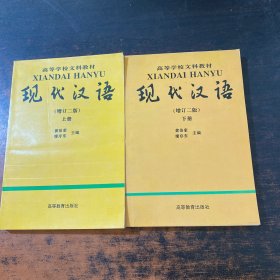 高等学校文科教材
XIANDAI HANYU
现代汉语
(增订二版)
上册
黄伯荣
廖序东
主编
高等教育出版社
高等学校文科教材
XIANDAI HANYU
现代汉语
(增订二版)
下册
黄伯荣
廖序东
主编
高等教育出版社